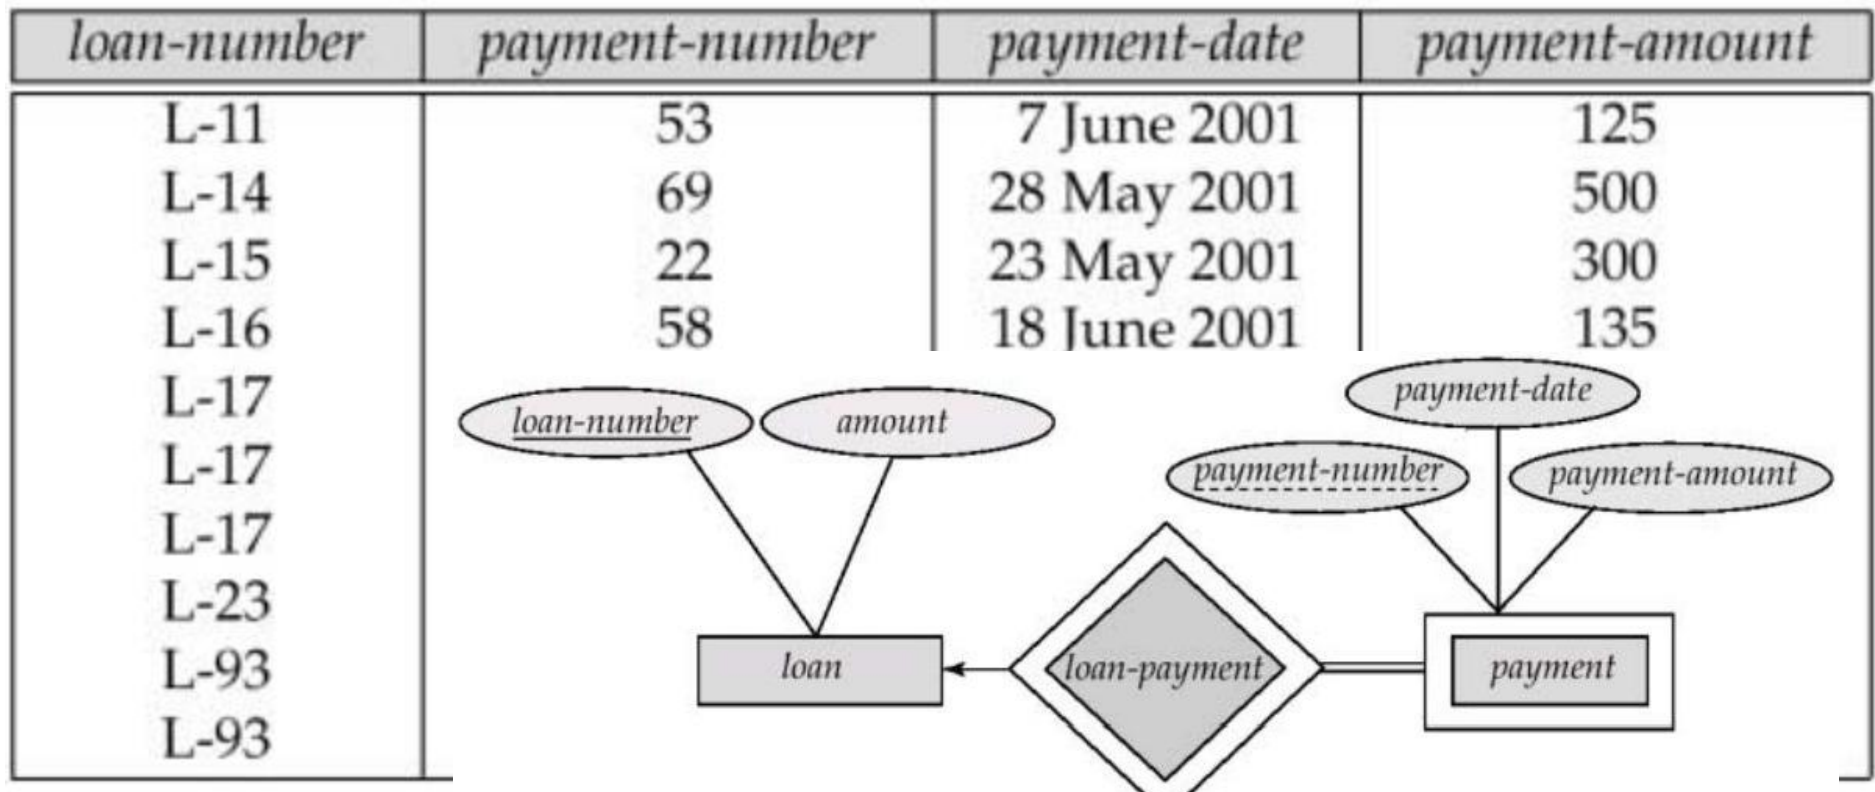 loan-number payment-number payment-date payment-amount
L-11 53 7 June 2001 125
L-14 69 28 May 2001 500
L-15 22 23 May 2001 300
L-16 58 18 June 2001 135
L-17
L-17
L-17
L-23
L-93
L-93
payment-date
loan-number amount
payment-number payment-amount
loan loan-payment payment